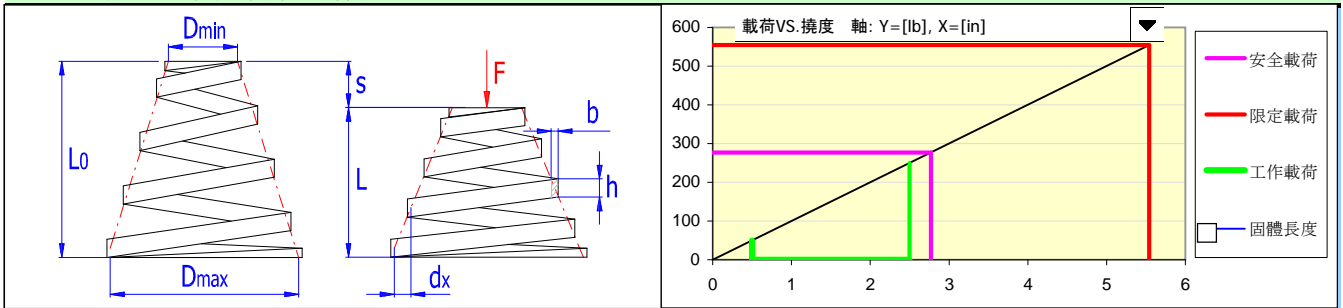 Dmin
s
L0
Dmax
F
b
L
h
dx
載荷VS.撓度 軸: Y=[lb], X=[in]
600
500
400
300
200
100
0
0 1 2 3 4 5 6
安全載荷
限定載荷
工作載荷
固體長度